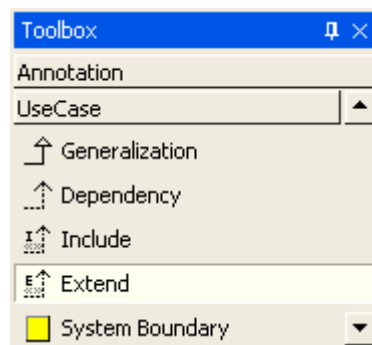 Toolbox
Annotation
UseCase
Generalization
Dependency
I Include
E Extend
System Boundary